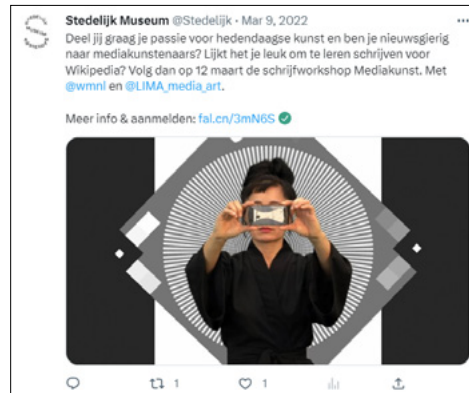 Stedelijk Museum @Stedelijk · Mar 9, 2022
Deel jij graag je passie voor hedendaagse kunst en ben je nieuwsgierig
naar mediakunstenaars? Lijkt het je leuk om te leren schrijven voor
Wikipedia? Volg dan op 12 maart de schrijfworkshop Mediakunst. Met
@wmnl en @LIMA_media_art.
Meer info & aanmelden: fal.cn/3mN6S
1 1